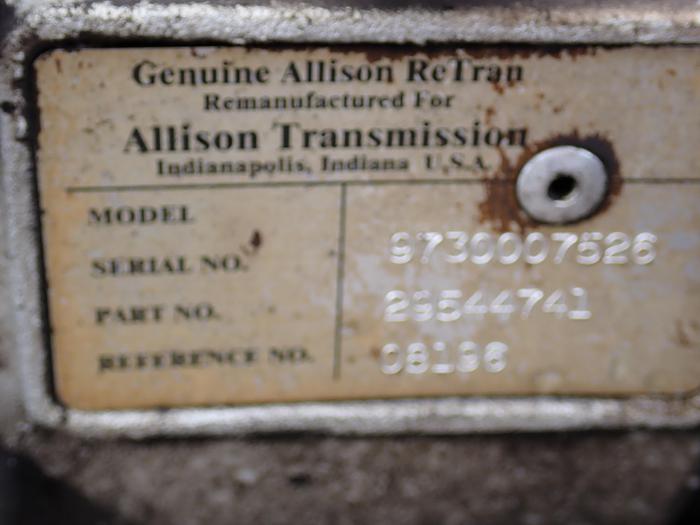 Genuine Allison ReTran
Remanufactured For
Allison Transmission
Indianapolis, Indiana U.S.A.
MODEL
SERIAL NO. 9730007526
PART NO. 29544741
REFERENCE NO. 08196